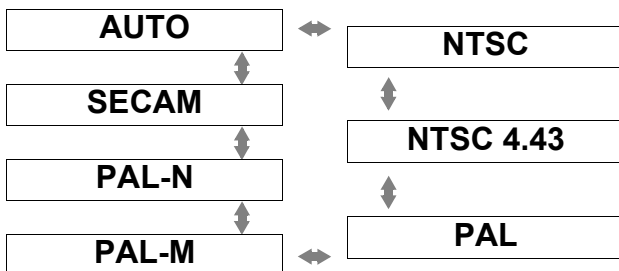 AUTO
SECAM
PAL-N
PAL-M
NTSC
NTSC 4.43
PAL